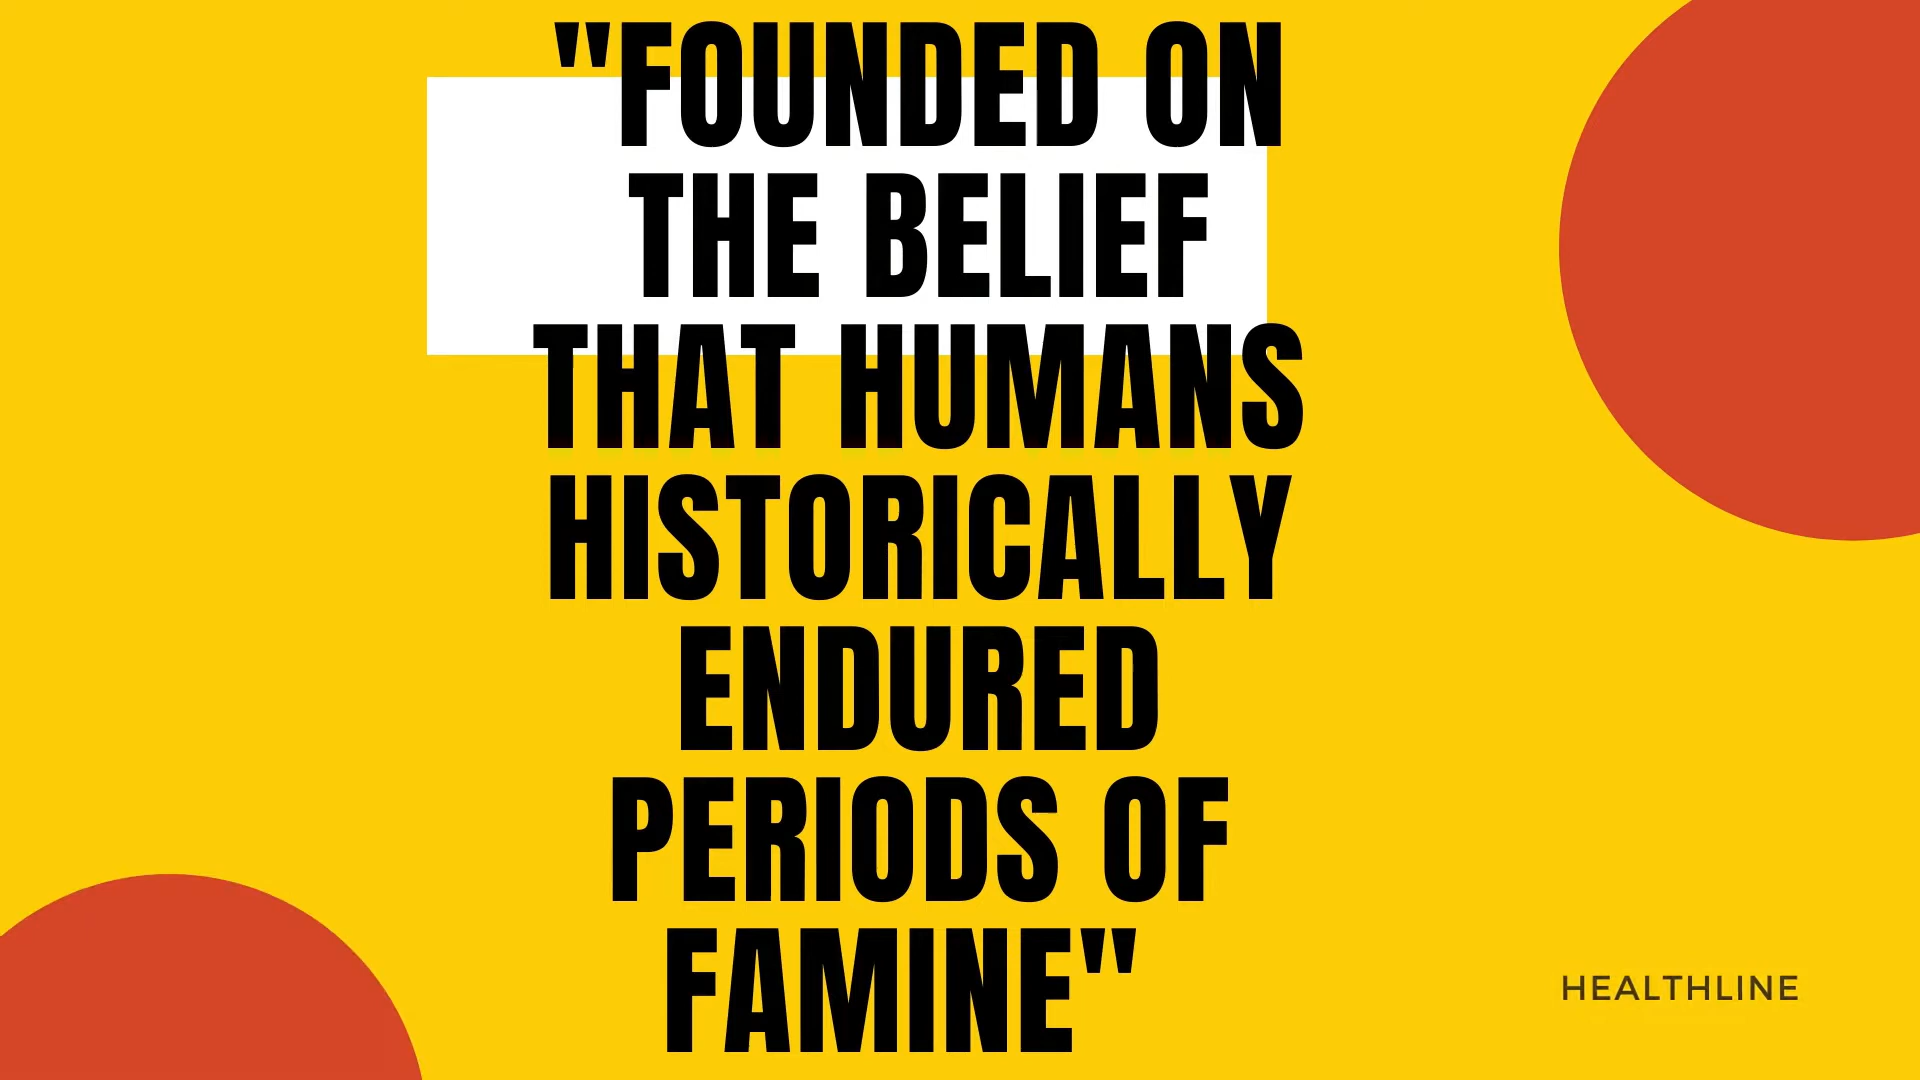 "FOUNDED ON
THE BELIEF
THAT HUMANS
HISTORICALLY
ENDURED
PERIODS OF
FAMINE"
HEALTHLINE